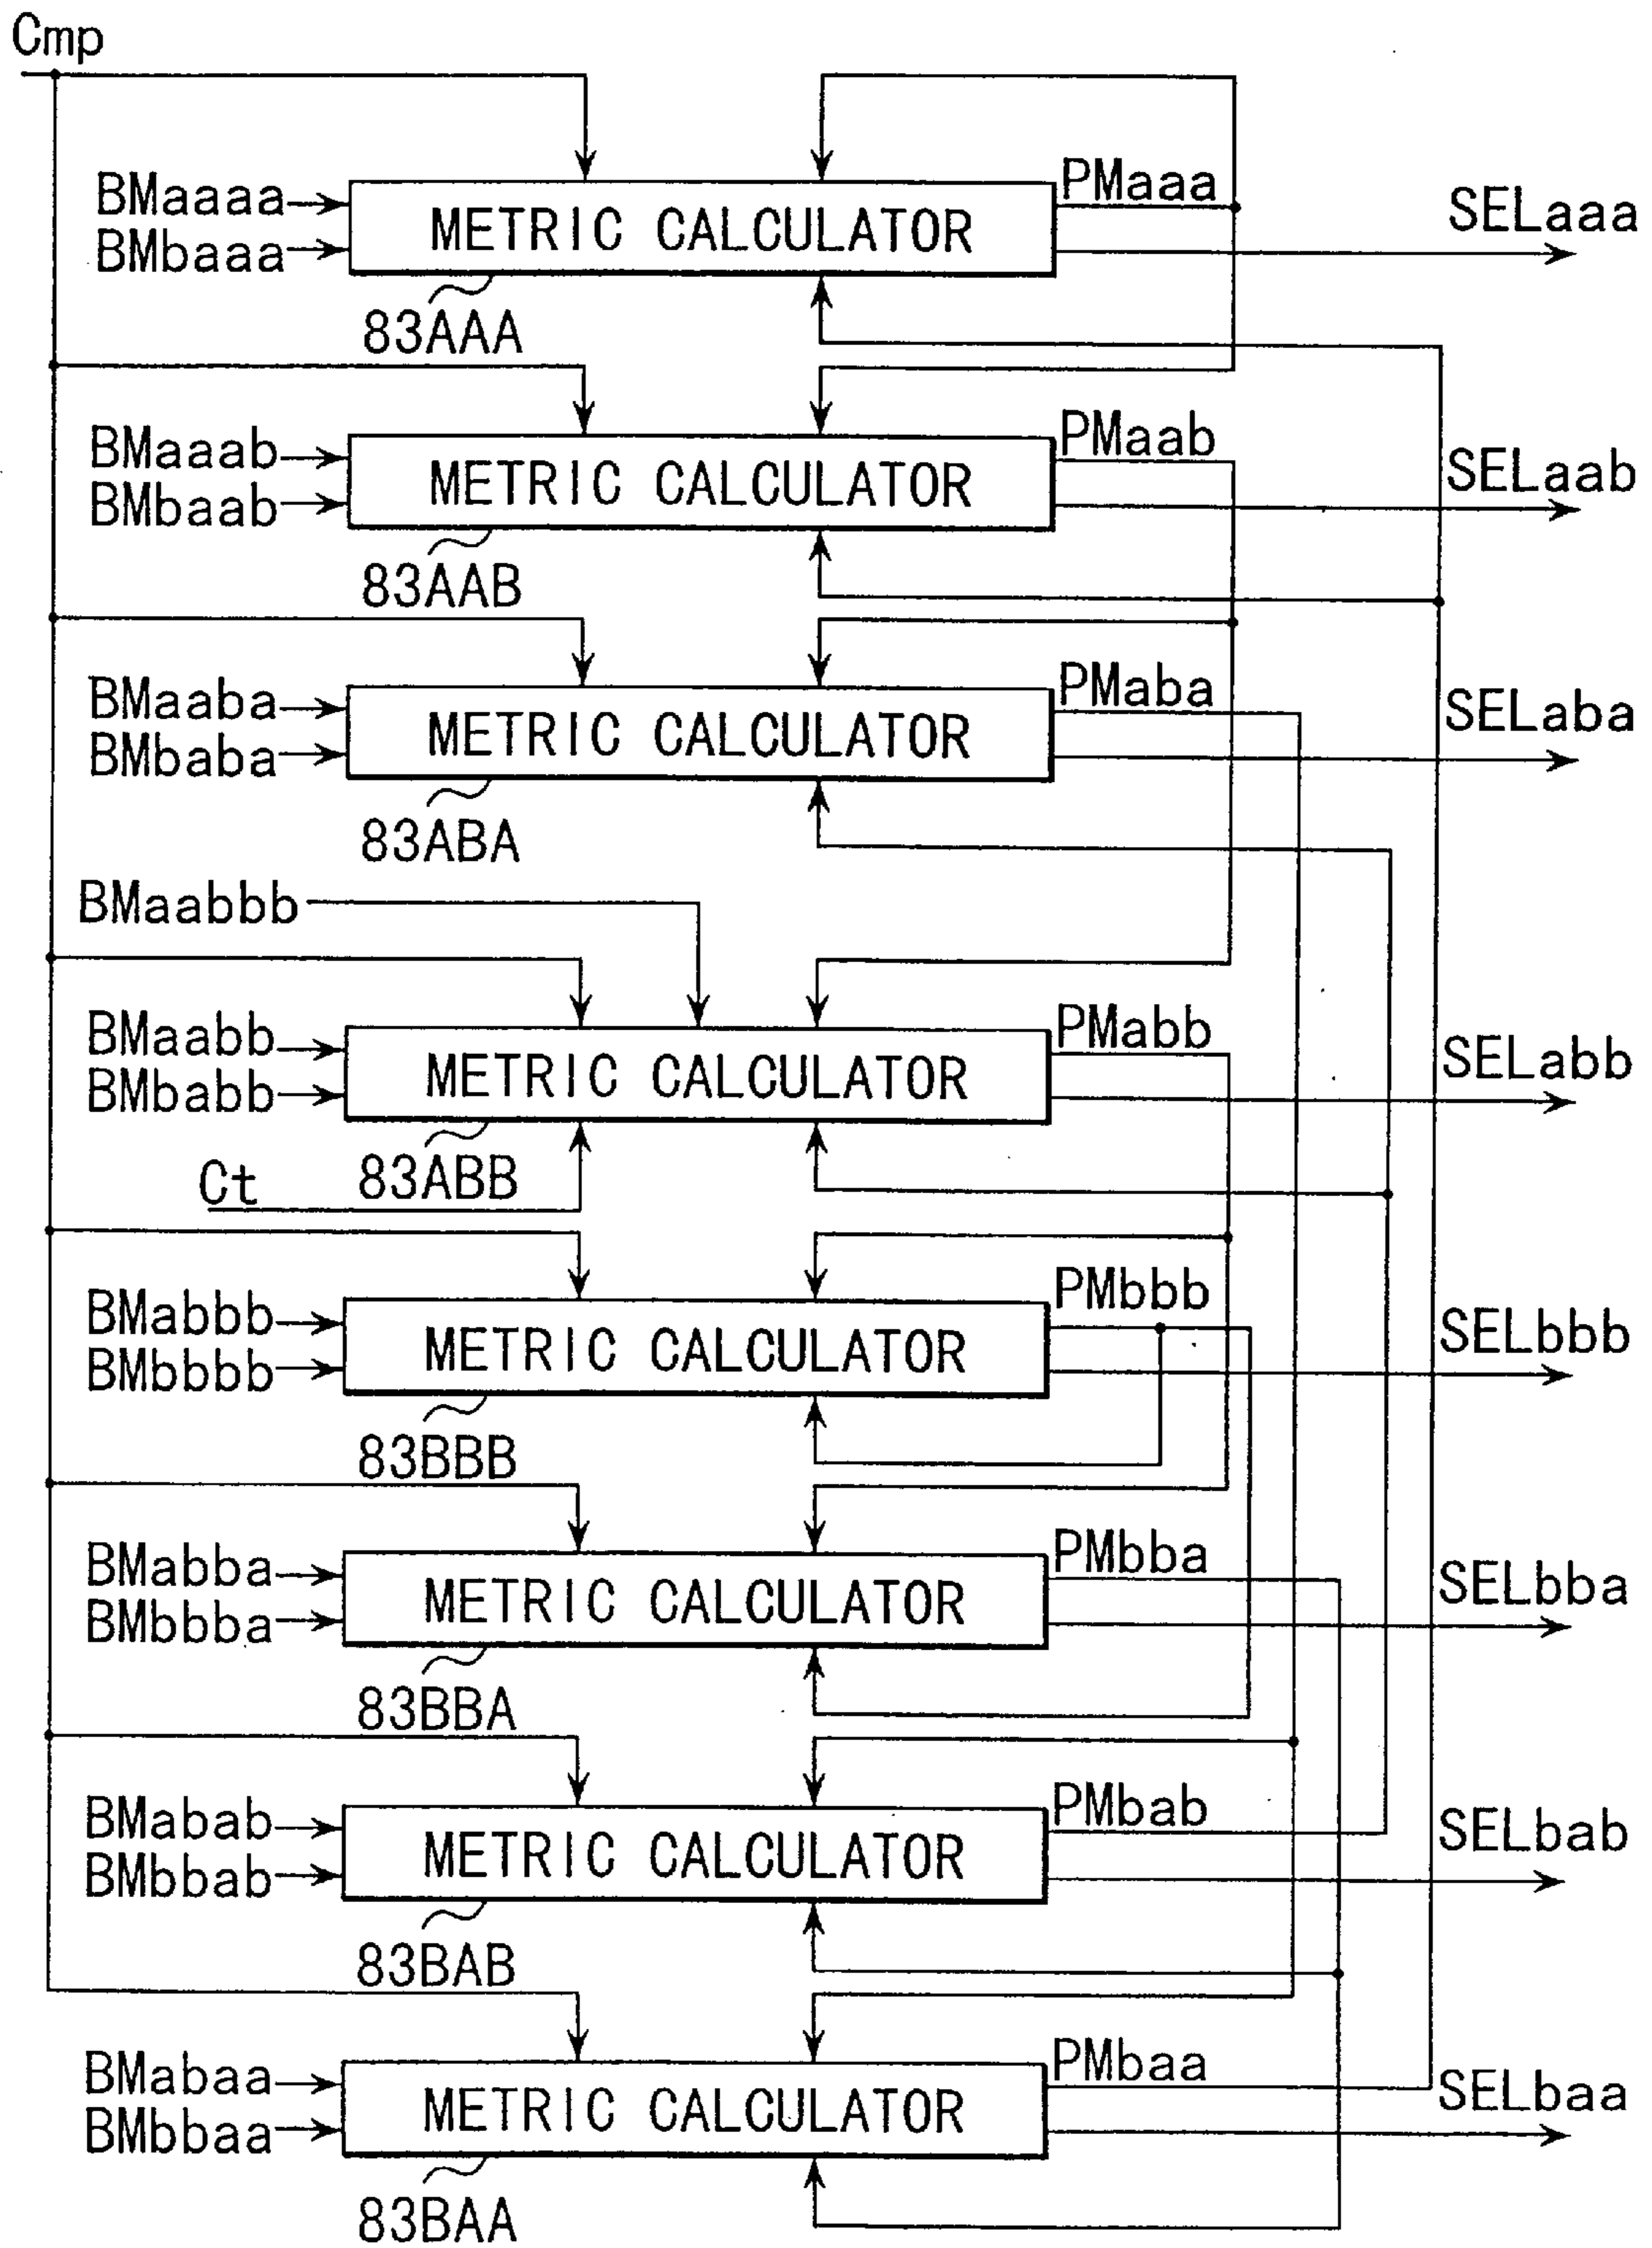 Cmp
PMaaa
BMaaaa
METRIC CALCULATOR
SELaaa
BMbaaa
83AAA
PMaab
BMaaab
METRIC CALCULATOR
SELaab
BMbaab
83AAB
PMaba
BMaaba
METRIC CALCULATOR
SELaba
BMbaba
83ABA
BMaabbb
PMabb
BMaabb
METRIC CALCULATOR
SELabb
BMbabb
83ABB
Ct
PMbbb
BMabbb
METRIC CALCULATOR
SELbbb
BMbbbb
83BBB
PMbba
BMabba
METRIC CALCULATOR
SELbba
BMbbba
83BBA
PMbab
BMabab
METRIC CALCULATOR
SELbab
BMbbab
83BAB
PMbaa
BMabaa
METRIC CALCULATOR
SELbaa
BMbbaa
83BAA